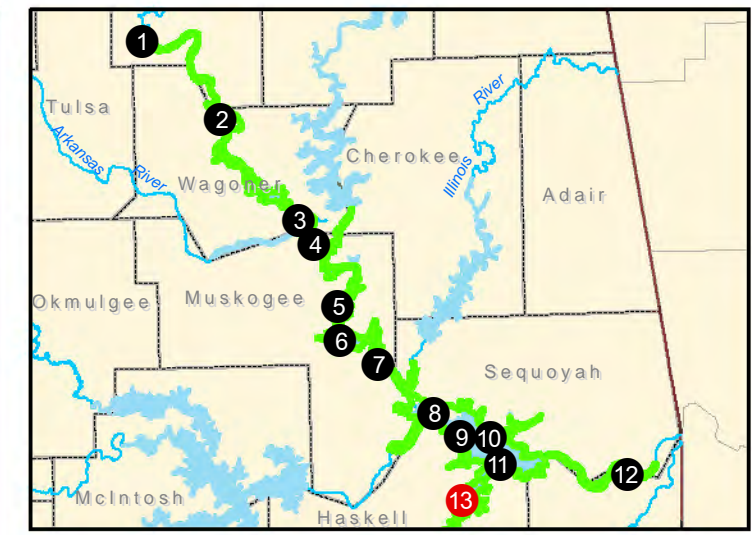 1
2
Tulsa
Arkansas
River
Wagoner
Cherokee
Illinois
River
Adair
3
4
Okmulgee
Muskogee
5
6
7
Sequoyah
8
9
10
11
12
13
McIntosh
Haskell